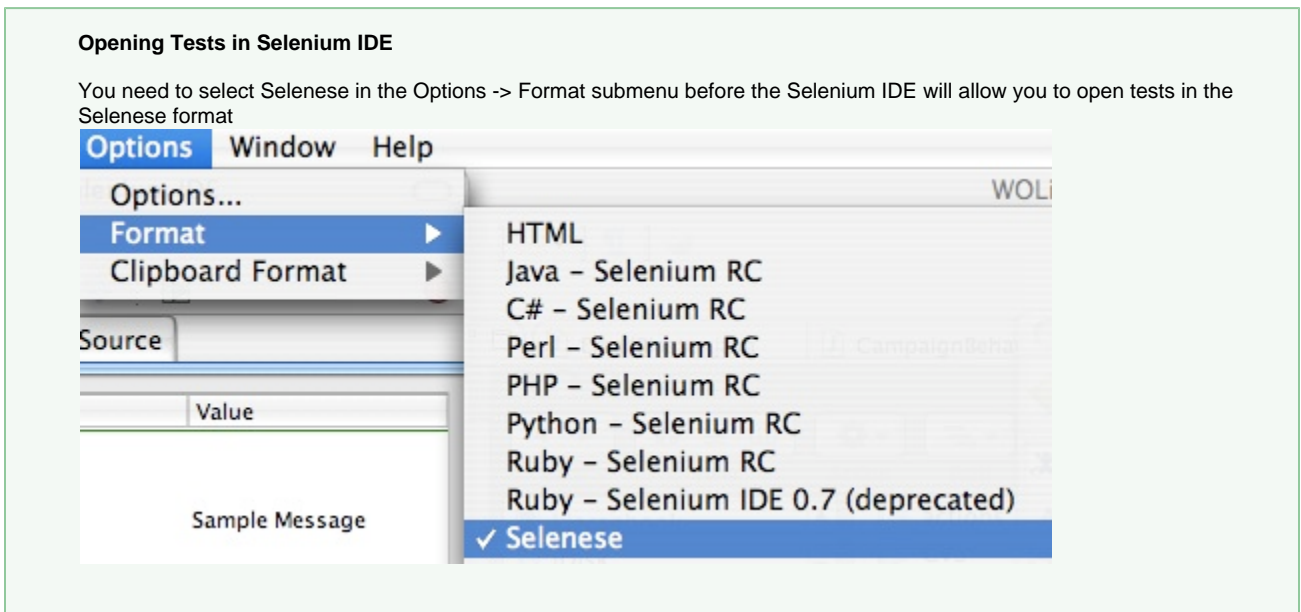 Opening Tests in Selenium IDE
You need to select Selenese in the Options -> Format submenu before the Selenium IDE will allow you to open tests in the
Selenese format
Options Window Help
Options...
WOLi
Format
HTML
Clipboard Format
Java – Selenium RC
C# – Selenium RC
Source
Perl – Selenium RC
PHP – Selenium RC
Value
Python – Selenium RC
Ruby – Selenium RC
Ruby – Selenium IDE 0.7 (deprecated)
Sample Message
✓ Selenese